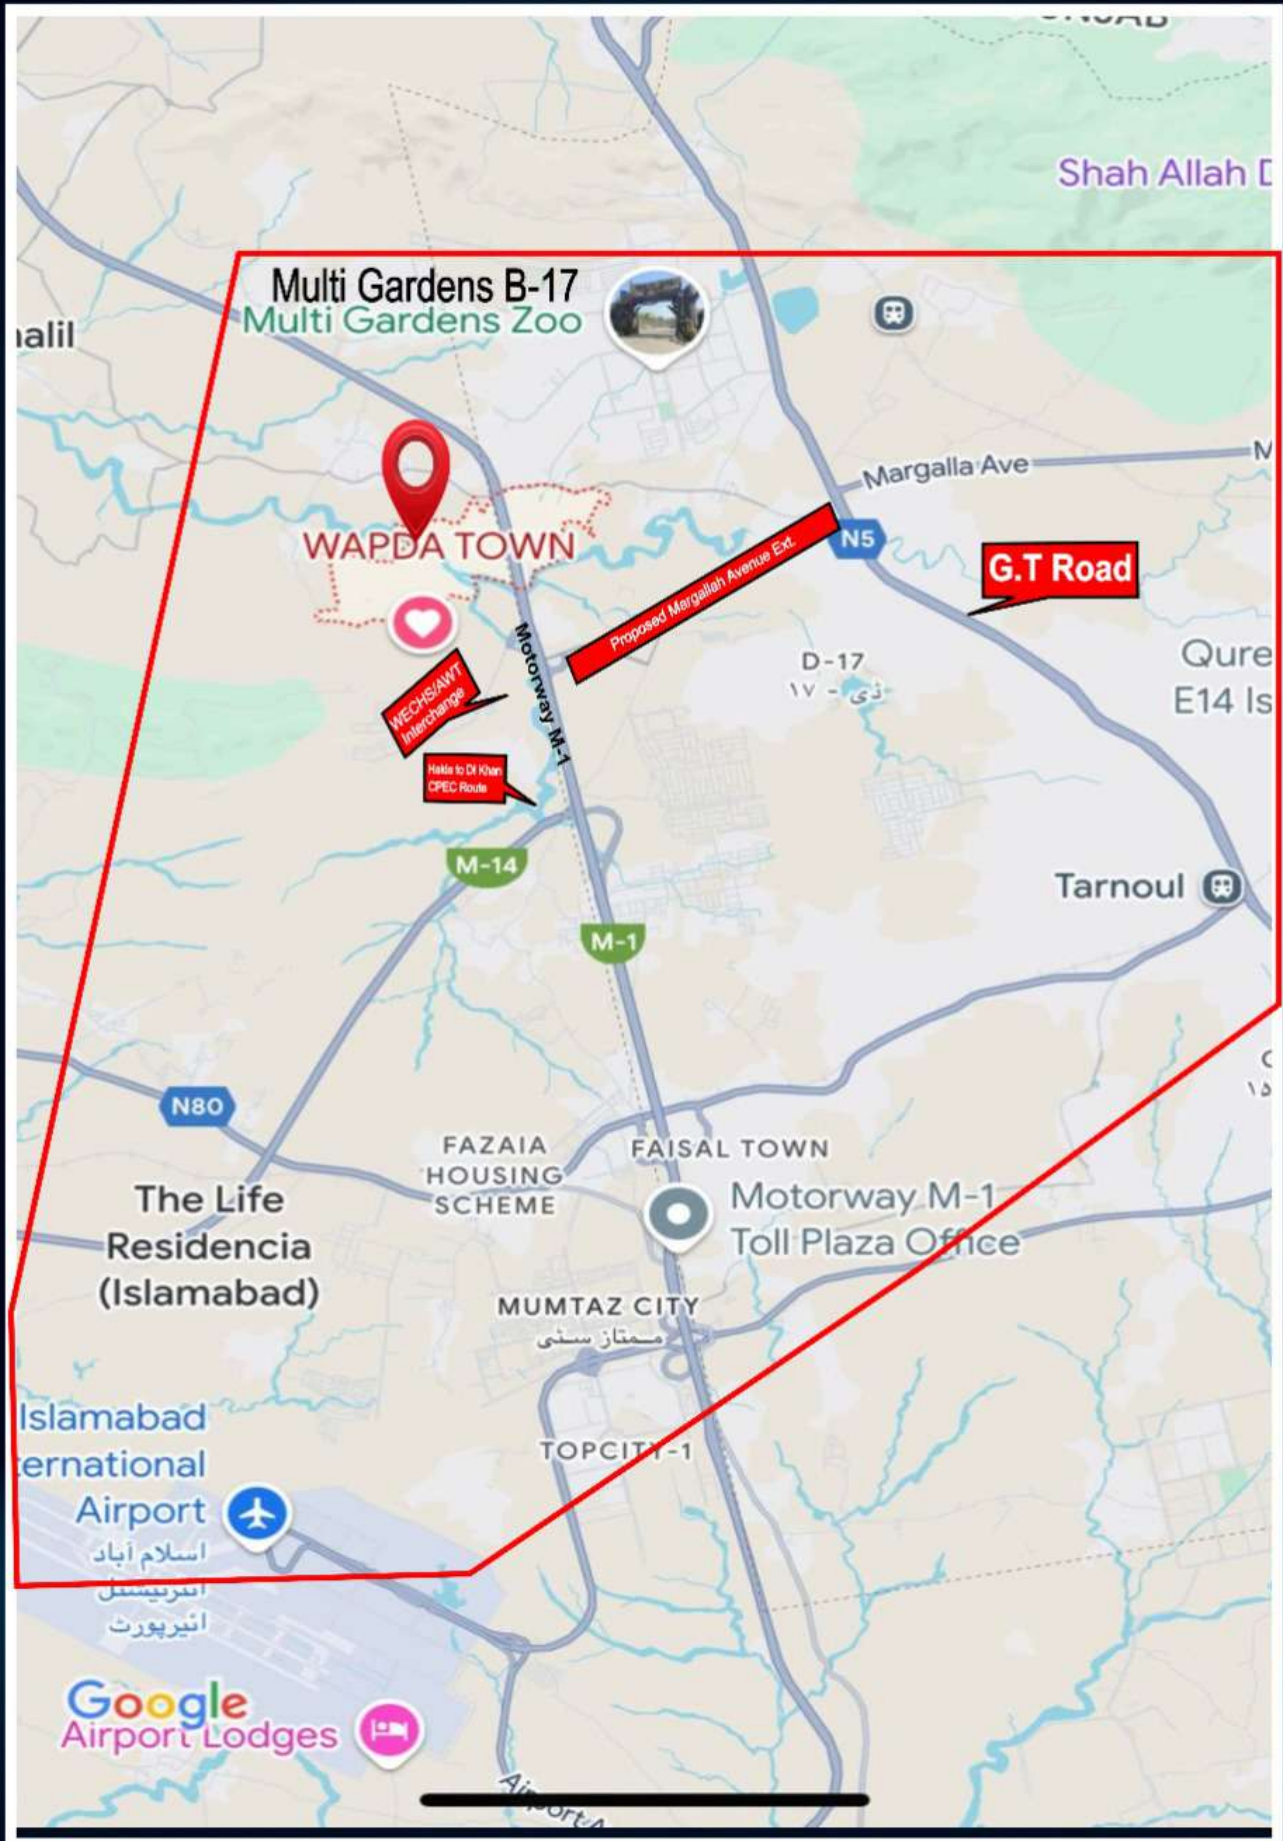 Shah Allah D
Multi Gardens B-17
Multi Gardens Zoo
alil
Margalla Ave
M
WAPDA TOWN
N5
Proposed Margallah Avenue Ext.
G.T Road
Motorway M-1
D-17
ڈی - ۱۷
Qure
E14 Is
WECHS/AWT
Interchange
Hakla to DI Khan
CPEC Route
M-14
Tarnoul
M-1
N80
۱۵
FAZAIA
HOUSING
SCHEME
FAISAL TOWN
The Life
Residencia
(Islamabad)
Motorway M-1
Toll Plaza Office
MUMTAZ CITY
ممتاز سٹی
Islamabad
ternational
Airport
اسلام آباد
انٹرنیشنل
ائیرپورٹ
TOPCITY-1
Google
Airport Lodges
Airport A